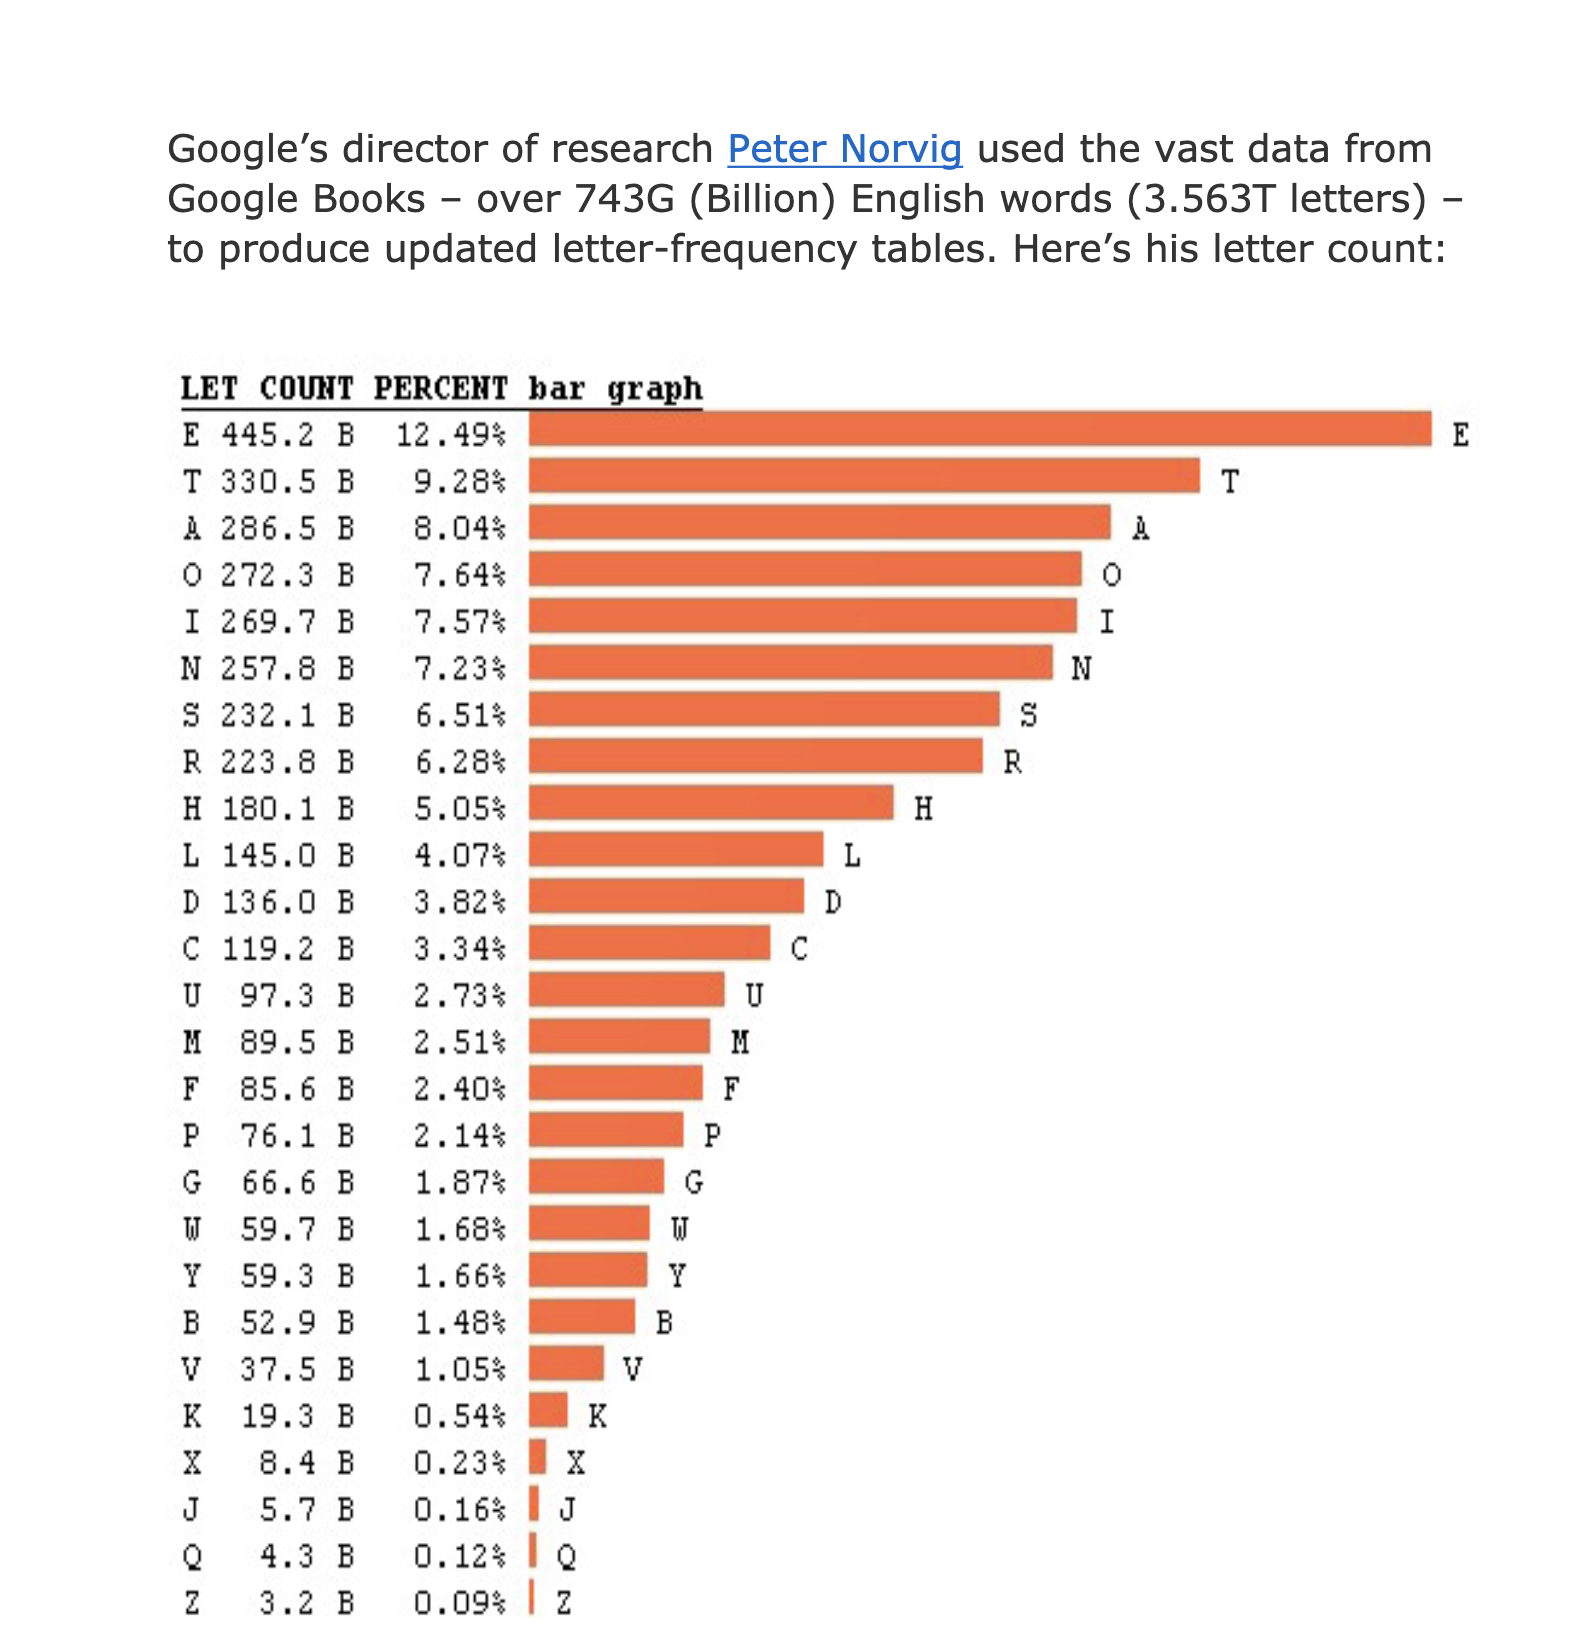 Google’s director of research Peter Norvig used the vast data from
Google Books – over 743G (Billion) English words (3.563T letters) –
to produce updated letter-frequency tables. Here’s his letter count:
LET COUNT PERCENT bar graph
E 445.2 B 12.49% E
T 330.5 B 9.28% T
A 286.5 B 8.04% A
O 272.3 B 7.64% O
I 269.7 B 7.57% I
N 257.8 B 7.23% N
S 232.1 B 6.51% S
R 223.8 B 6.28% R
H 180.1 B 5.05% H
L 145.0 B 4.07% L
D 136.0 B 3.82% D
C 119.2 B 3.34% C
U 97.3 B 2.73% U
M 89.5 B 2.51% M
F 85.6 B 2.40% F
P 76.1 B 2.14% P
G 66.6 B 1.87% G
W 59.7 B 1.68% W
Y 59.3 B 1.66% Y
B 52.9 B 1.48% B
V 37.5 B 1.05% V
K 19.3 B 0.54% K
X 8.4 B 0.23% X
J 5.7 B 0.16% J
Q 4.3 B 0.12% Q
Z 3.2 B 0.09% Z